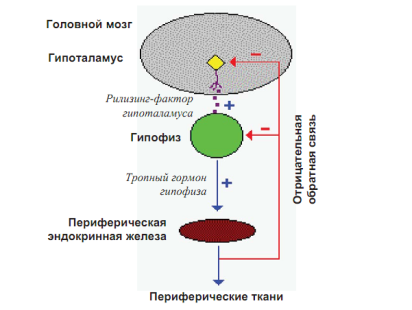 Головной мозг
Гипоталамус
−
Рилизинг-фактор
гипоталамуса
+
Гипофиз
−
Тропный гормон
гипофиза
+
Периферическая
эндокринная железа
Отрицательная
обратная связь
Периферические ткани